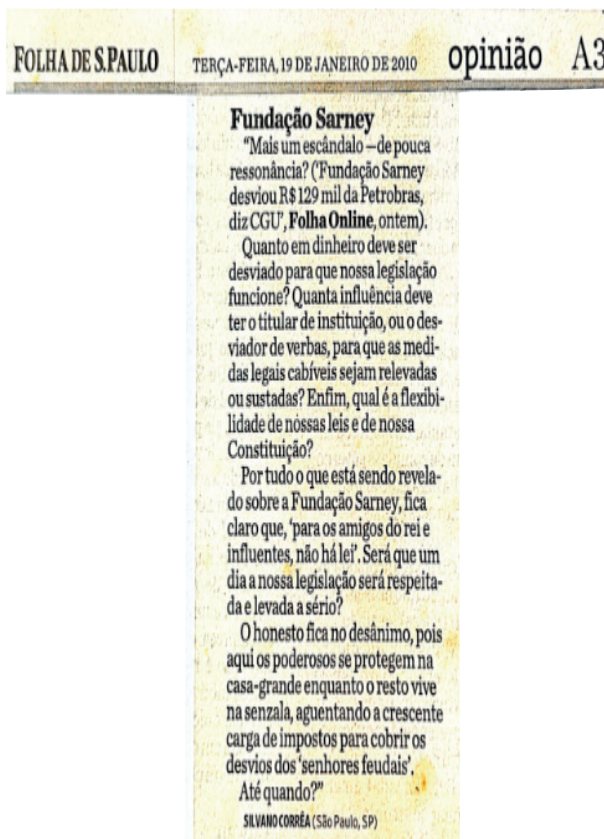 FOLHA DE S.PAULO TERÇA-FEIRA, 19 DE JANEIRO DE 2010 opinião A3
Fundação Sarney
“Mais um escândalo —de pouca
ressonância? (‘Fundação Sarney
desviou R$ 129 mil da Petrobras,
diz CGU’, Folha Online, ontem).
Quanto em dinheiro deve ser
desviado para que nossa legislação
funcione? Quanta influência deve
ter o titular de instituição, ou o des-
viador de verbas, para que as medi-
das legais cabíveis sejam relevadas
ou sustadas? Enfim, qual é a flexibi-
lidade de nossas leis e de nossa
Constituição?
Por tudo o que está sendo revela-
do sobre a Fundação Sarney, fica
claro que, ‘para os amigos do rei e
influentes, não há lei’. Será que um
dia a nossa legislação será respeita-
da e levada a sério?
O honesto fica no desânimo, pois
aqui os poderosos se protegem na
casa-grande enquanto o resto vive
na senzala, aguentando a crescente
carga de impostos para cobrir os
desvios dos ‘senhores feudais’.
Até quando?”
SILVANO CORRÊA (São Paulo, SP)